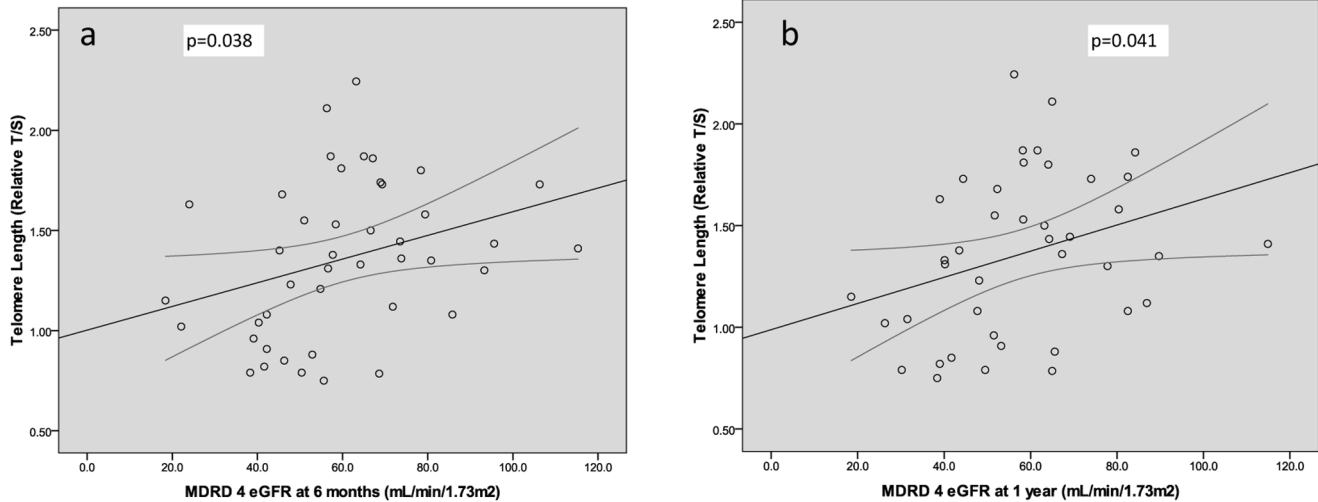 a
p=0.038
2.50
2.00
1.50
1.00
0.50
Telomere Length (Relative T/S)
0.0 20.0 40.0 60.0 80.0 100.0 120.0
MDRD 4 eGFR at 6 months (mL/min/1.73m2)
b
p=0.041
2.50
2.00
1.50
1.00
0.50
Telomere Length (Relative T/S)
0.0 20.0 40.0 60.0 80.0 100.0 120.0
MDRD 4 eGFR at 1 year (mL/min/1.73m2)